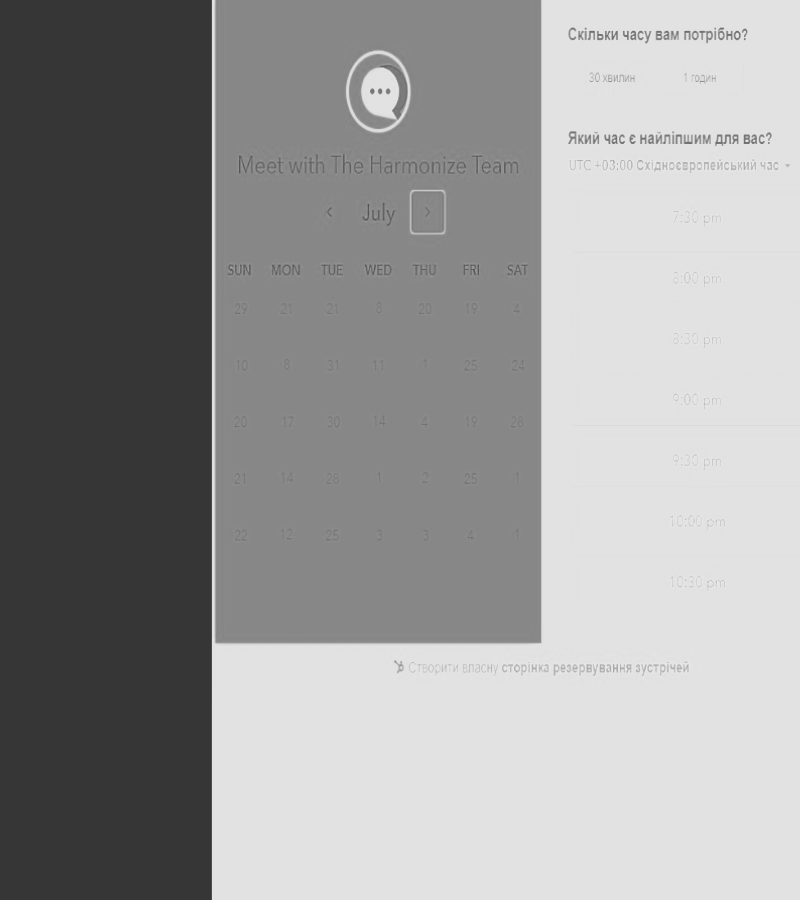 Meet with The Harmonize Team
July
SUN MON TUE WED THU FRI SAT
29 21 21 8 20 19 4
10 8 31 11 1 25 24
20 17 30 14 4 19 28
21 14 28 1 2 25 1
22 12 25 3 3 4 1
Скільки часу вам потрібно?
30 хвилин 1 годин
Який час є найліпшим для вас?
UTC +03:00 Східноєвропейський час
7:30 pm
8:00 pm
8:30 pm
9:00 pm
9:30 pm
10:00 pm
10:30 pm
Створити власну сторінка резервування зустрічей